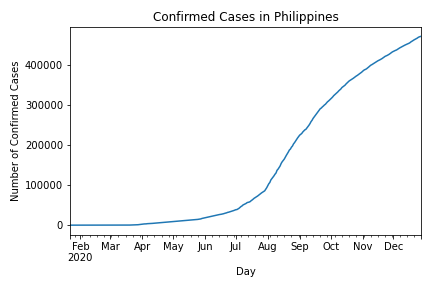 Confirmed Cases in Philippines
Number of Confirmed Cases
400000
300000
200000
100000
0
Feb Mar Apr May Jun Jul Aug Sep Oct Nov Dec
2020
Day